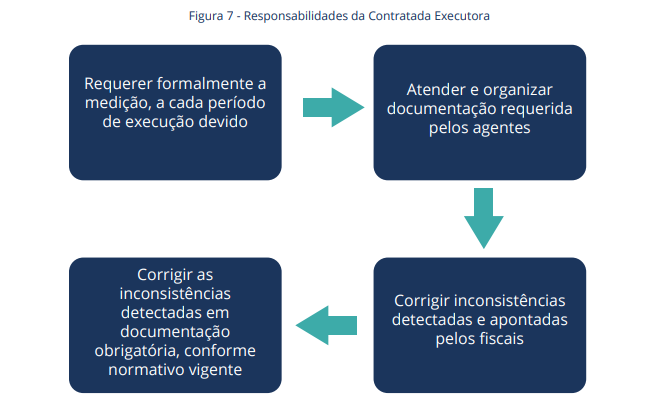 Figura 7 - Responsabilidades da Contratada Executora
Requerer formalmente a
medição, a cada período
de execução devido
Atender e organizar
documentação requerida
pelos agentes
Corrigir inconsistências
detectadas e apontadas
pelos fiscais
Corrigir as
inconsistências
detectadas em
documentação
obrigatória, conforme
normativo vigente